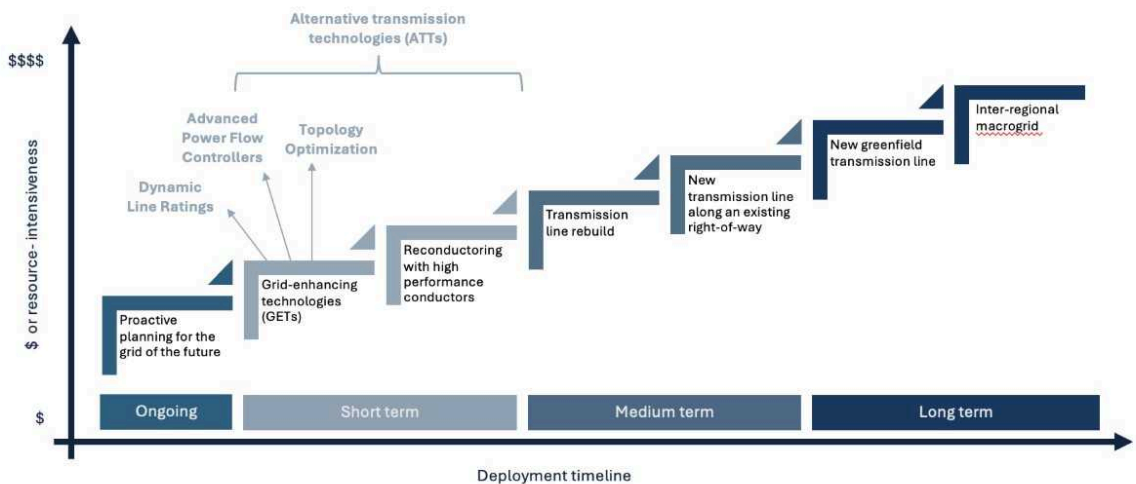 Alternative transmission
technologies (ATTs)
$$$$
Advanced
Power Flow
Controllers
Topology
Optimization
Dynamic
Line Ratings
$ or resource- intensiveness
Proactive
planning for the
grid of the future
Grid-enhancing
technologies
(GETs)
Reconductoring
with high
performance
conductors
Transmission
line rebuild
New
transmission line
along an existing
right-of-way
New greenfield
transmission line
Inter-regional
macrogrid
$
Ongoing
Short term
Medium term
Long term
Deployment timeline